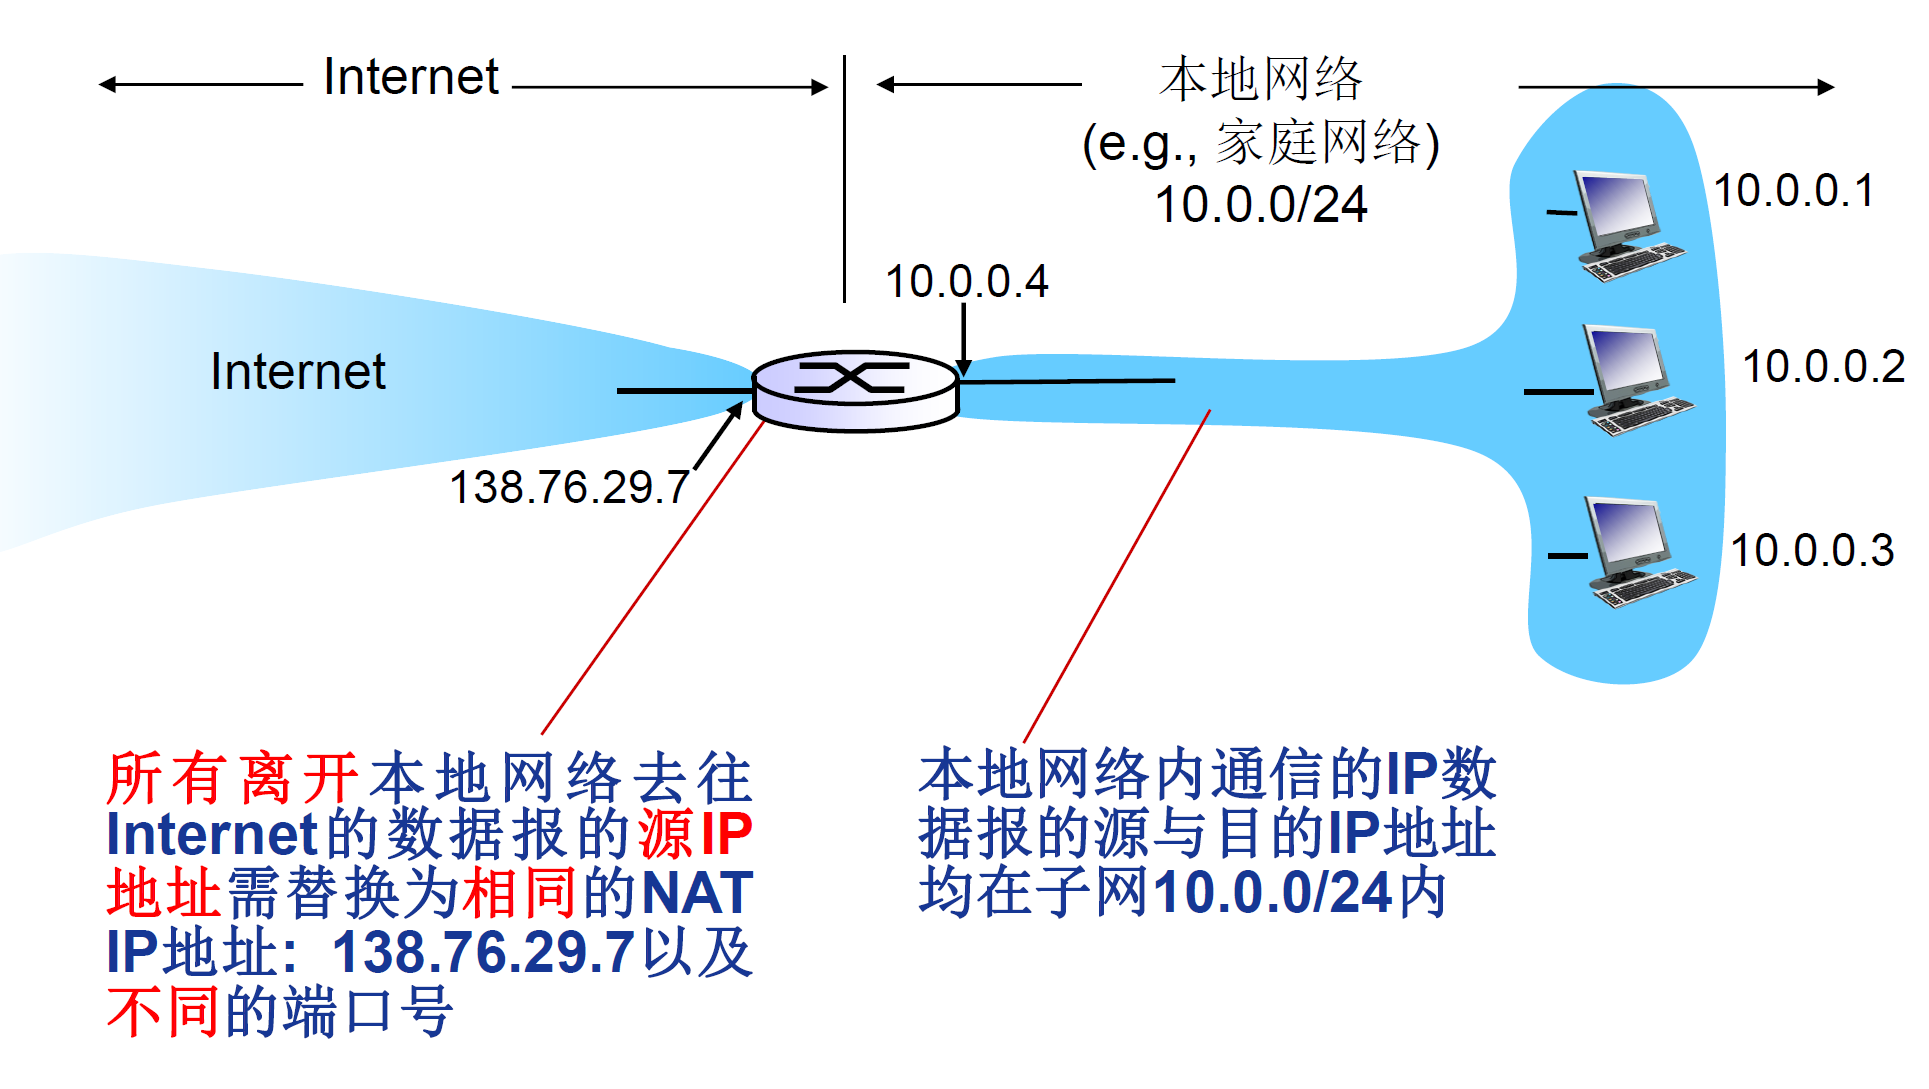 Internet
本地网络
(e.g., 家庭网络)
10.0.0/24
10.0.0.1
10.0.0.4
Internet
10.0.0.2
138.76.29.7
10.0.0.3
所有离开本地网络去往
Internet的数据报的源IP
地址需替换为相同的NAT
IP地址: 138.76.29.7以及
不同的端口号
本地网络内通信的IP数
据报的源与目的IP地址
均在子网10.0.0/24内